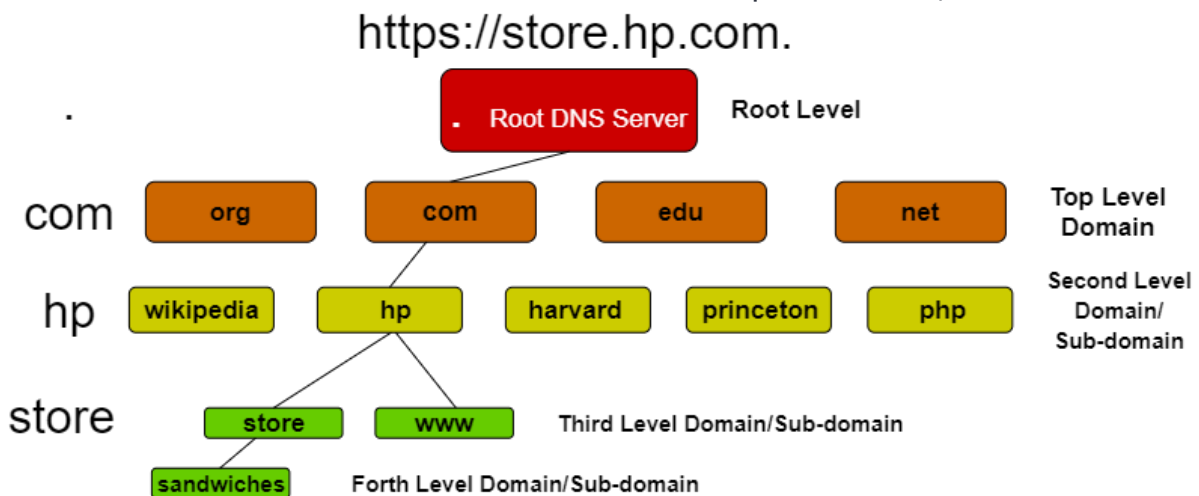 https://store.hp.com.
. . Root DNS Server Root Level
com org com edu net Top Level
Domain
hp wikipedia hp harvard princeton php Second Level
Domain/
Sub-domain
store store www Third Level Domain/Sub-domain
sandwiches Forth Level Domain/Sub-domain